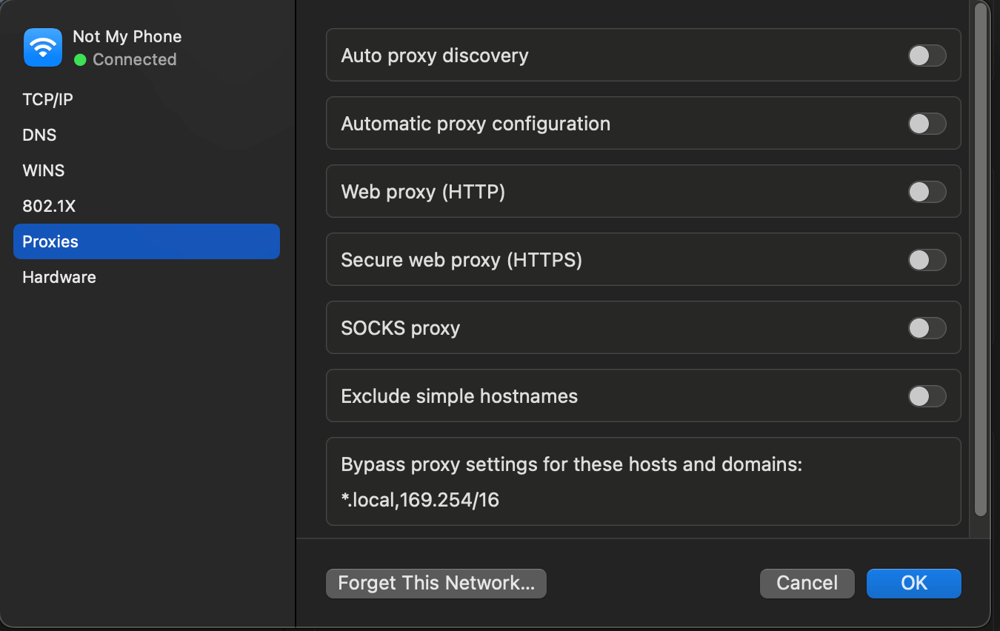 Not My Phone
Connected
TCP/IP
DNS
WINS
802.1X
Proxies
Hardware
Auto proxy discovery
Automatic proxy configuration
Web proxy (HTTP)
Secure web proxy (HTTPS)
SOCKS proxy
Exclude simple hostnames
Bypass proxy settings for these hosts and domains:
*.local,169.254/16
Forget This Network...
Cancel
OK